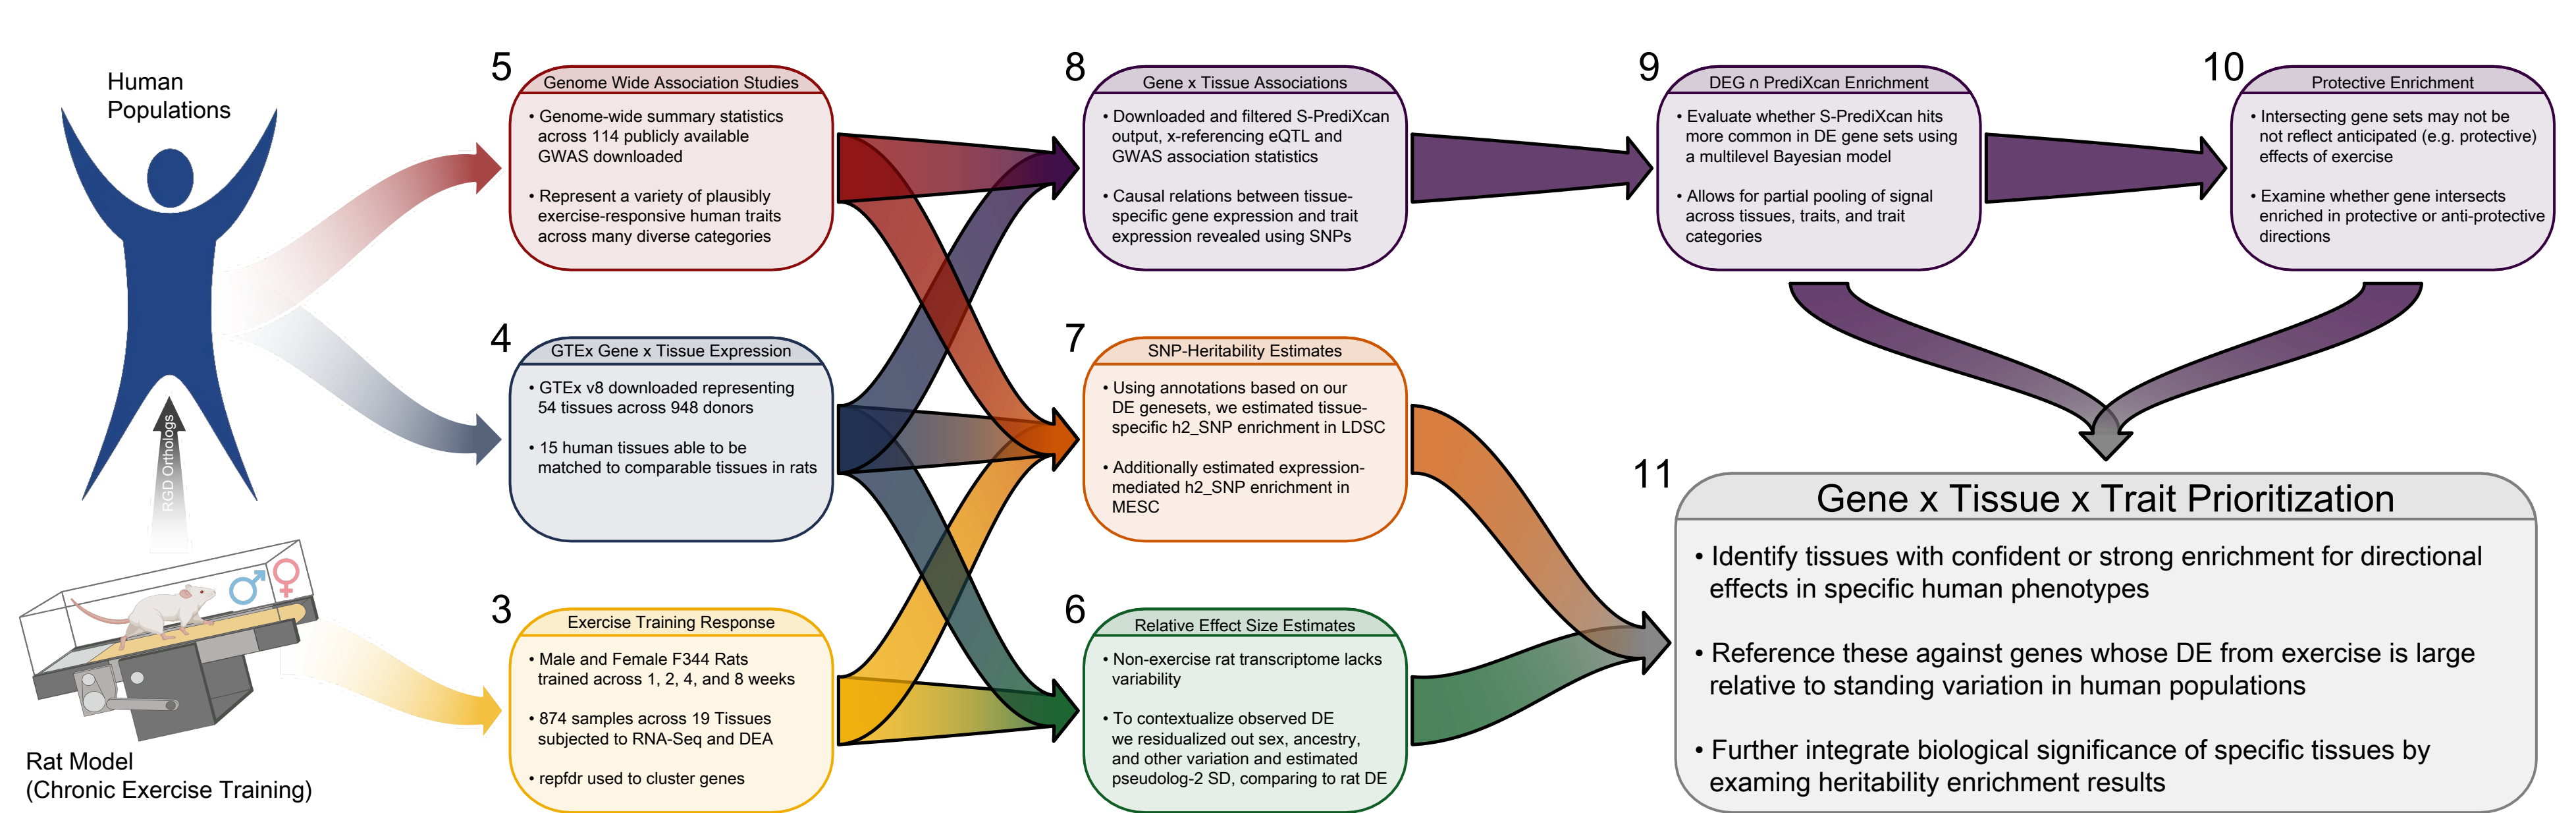 Human
Populations
RGD Orthologs
Rat Model
(Chronic Exercise Training)
5
Genome Wide Association Studies
• Genome-wide summary statistics
across 114 publicly available
GWAS downloaded
• Represent a variety of plausibly
exercise-responsive human traits
across many diverse categories
4
GTEx Gene x Tissue Expression
• GTEx v8 downloaded representing
54 tissues across 948 donors
• 15 human tissues able to be
matched to comparable tissues in rats
3
Exercise Training Response
• Male and Female F344 Rats
trained across 1, 2, 4, and 8 weeks
• 874 samples across 19 Tissues
subjected to RNA-Seq and DEA
• repfdr used to cluster genes
8
Gene x Tissue Associations
• Downloaded and filtered S-PrediXcan
output, x-referencing eQTL and
GWAS association statistics
• Causal relations between tissue-
specific gene expression and trait
expression revealed using SNPs
7
SNP-Heritability Estimates
• Using annotations based on our
DE genesets, we estimated tissue-
specific h2_SNP enrichment in LDSC
• Additionally estimated expression-
mediated h2_SNP enrichment in
MESC
6
Relative Effect Size Estimates
• Non-exercise rat transcriptome lacks
variability
• To contextualize observed DE
we residualized out sex, ancestry,
and other variation and estimated
pseudolog-2 SD, comparing to rat DE
9
DEG ∩ PrediXcan Enrichment
• Evaluate whether S-PrediXcan hits
more common in DE gene sets using
a multilevel Bayesian model
• Allows for partial pooling of signal
across tissues, traits, and trait
categories
10
Protective Enrichment
• Intersecting gene sets may not be
not reflect anticipated (e.g. protective)
effects of exercise
• Examine whether gene intersects
enriched in protective or anti-protective
directions
11
Gene x Tissue x Trait Prioritization
• Identify tissues with confident or strong enrichment for directional
effects in specific human phenotypes
• Reference these against genes whose DE from exercise is large
relative to standing variation in human populations
• Further integrate biological significance of specific tissues by
examining heritability enrichment results